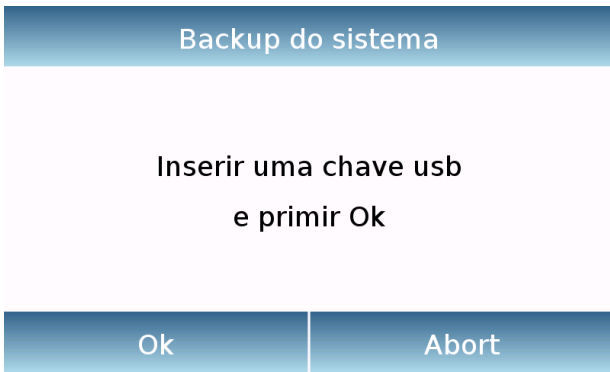 Backup do sistema
Inserir uma chave usb
e primir Ok
Ok
Abort